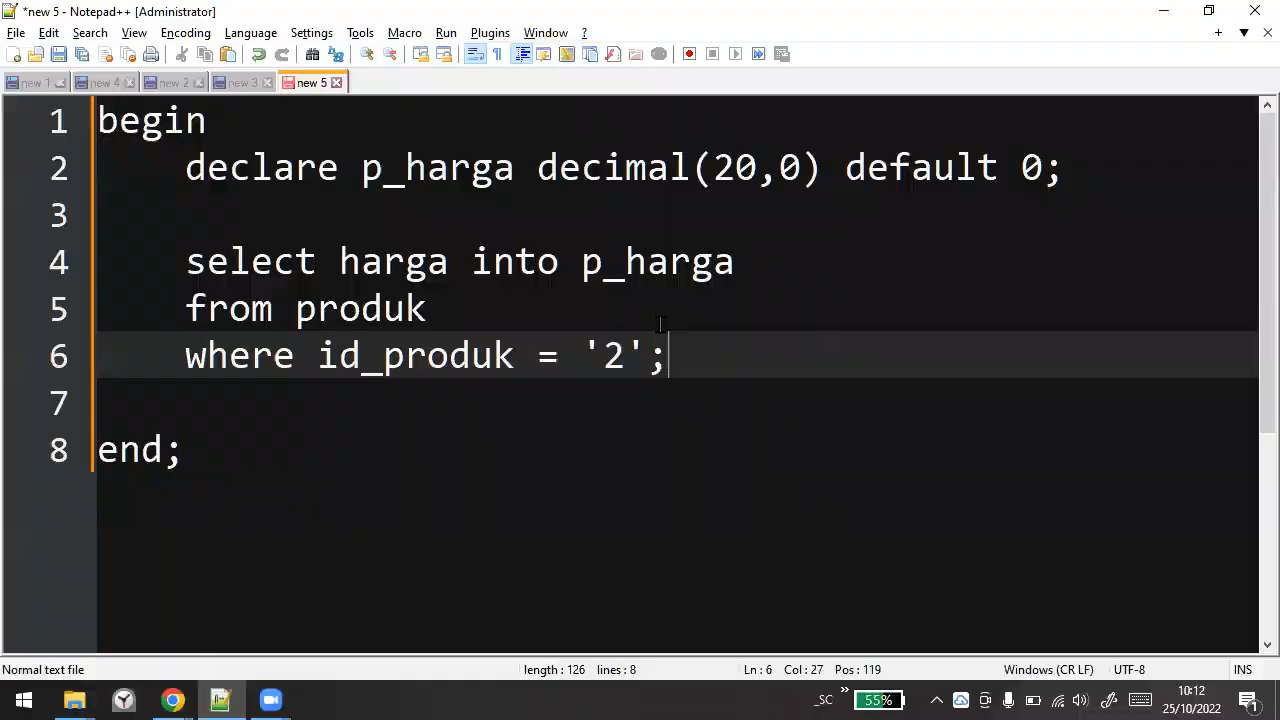 *new 5 - Notepad++ [Administrator]
File Edit Search View Encoding Language Settings Tools Macro Run Plugins Window ?
new 1 new 4 new 2 new 3 new 5
1 begin
2 declare p_harga decimal(20,0) default 0;
3
4 select harga into p_harga
5 from produk
6 where id_produk = '2';
7
8 end;
Normal text file length : 126 lines : 8 Ln : 6 Col : 27 Pos : 119 Windows (CR LF) UTF-8 INS
_SC 55% 10:12
25/10/2022 1